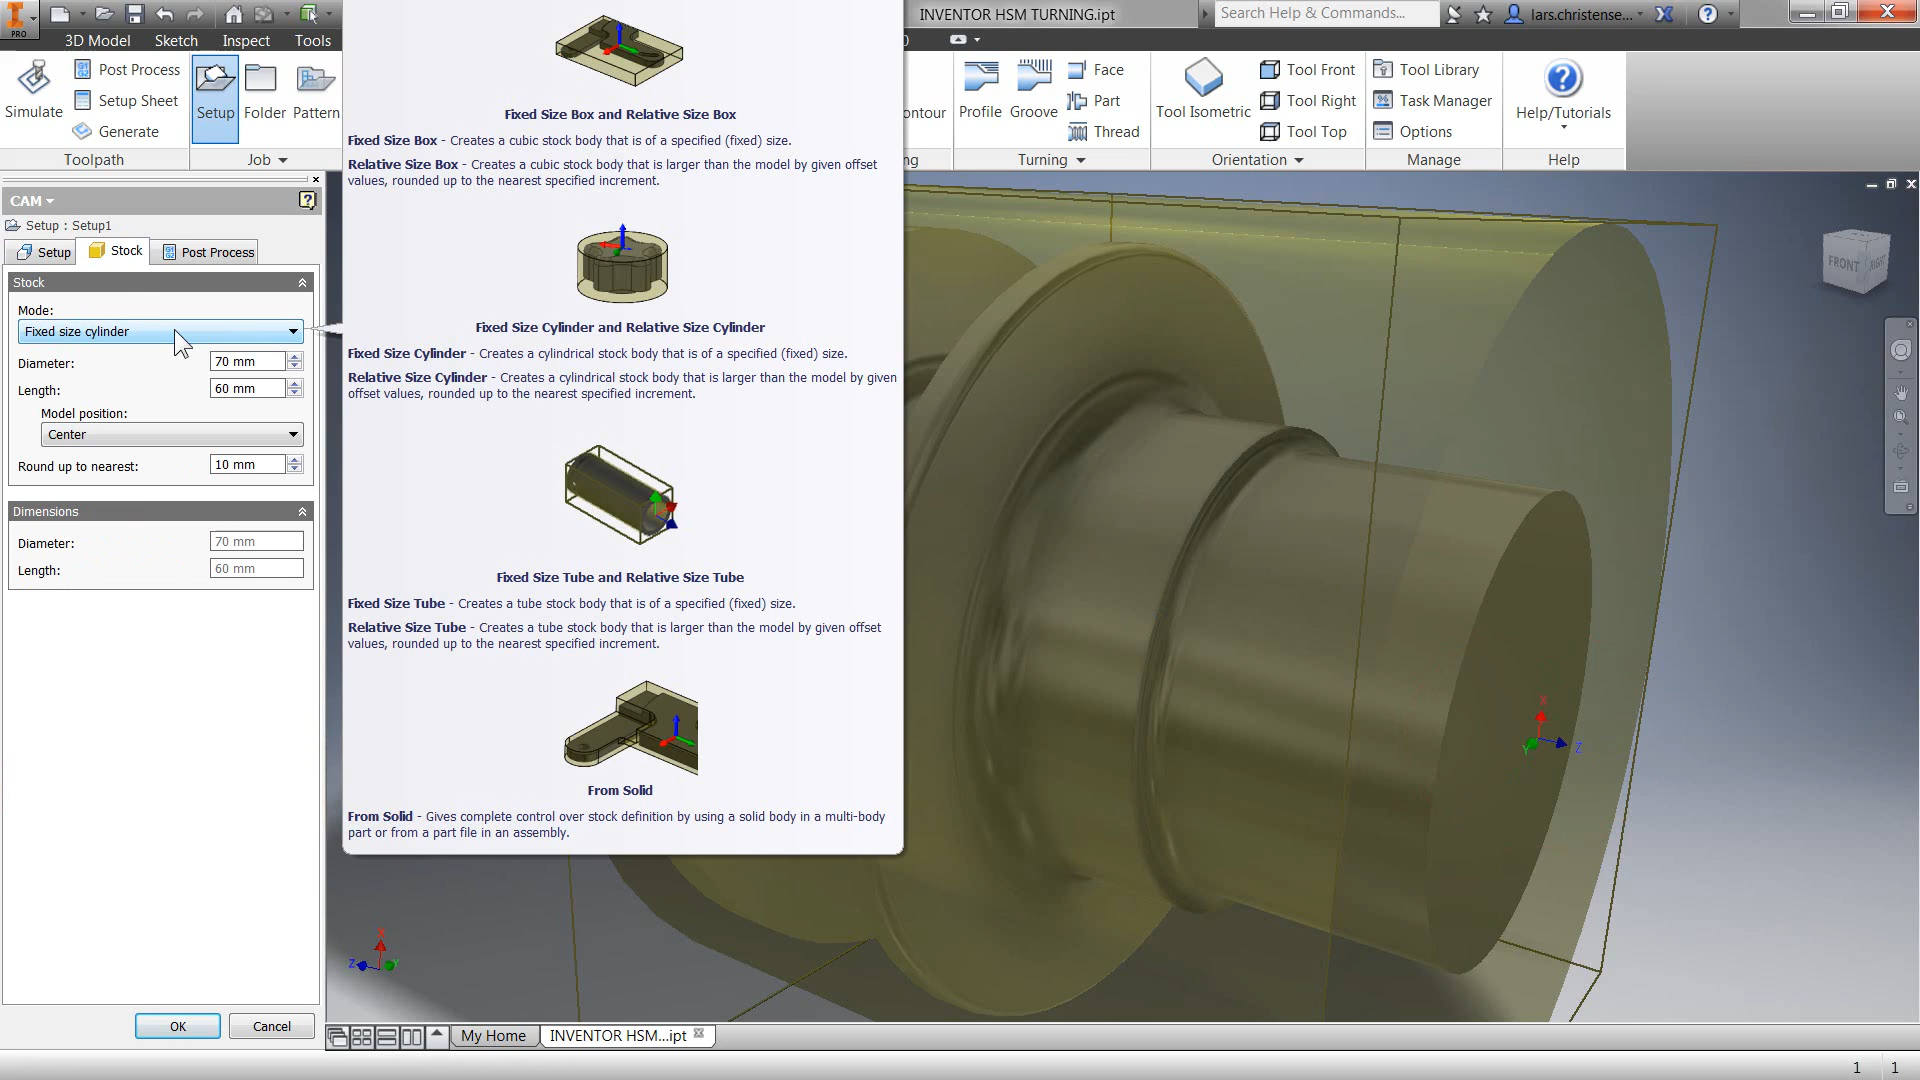 PRO
INVENTOR HSM TURNING.ipt
Search Help & Commands...
lars.christense...
3D Model
Sketch
Inspect
Tools
Simulate
Post Process
Setup Sheet
Generate
Toolpath
Setup
Folder
Pattern
Job
ontour
ng
Profile
Groove
Face
Part
Thread
Turning
Tool Isometric
Tool Front
Tool Right
Tool Top
Orientation
Tool Library
Task Manager
Options
Manage
Help/Tutorials
Help
CAM
Setup : Setup1
Setup
Stock
Post Process
Stock
Mode:
Fixed size cylinder
Diameter:
70 mm
Length:
60 mm
Model position:
Center
Round up to nearest:
10 mm
Dimensions
Diameter:
70 mm
Length:
60 mm
OK
Cancel
Fixed Size Box and Relative Size Box
Fixed Size Box - Creates a cubic stock body that is of a specified (fixed) size.
Relative Size Box - Creates a cubic stock body that is larger than the model by given offset
values, rounded up to the nearest specified increment.
Fixed Size Cylinder and Relative Size Cylinder
Fixed Size Cylinder - Creates a cylindrical stock body that is of a specified (fixed) size.
Relative Size Cylinder - Creates a cylindrical stock body that is larger than the model by given
offset values, rounded up to the nearest specified increment.
Fixed Size Tube and Relative Size Tube
Fixed Size Tube - Creates a tube stock body that is of a specified (fixed) size.
Relative Size Tube - Creates a tube stock body that is larger than the model by given offset
values, rounded up to the nearest specified increment.
From Solid
From Solid - Gives complete control over stock definition by using a solid body in a multi-body
part or from a part file in an assembly.
FRONT
RIGHT
X
Y
Z
X
Z
Y
My Home
INVENTOR HSM...ipt
1
1